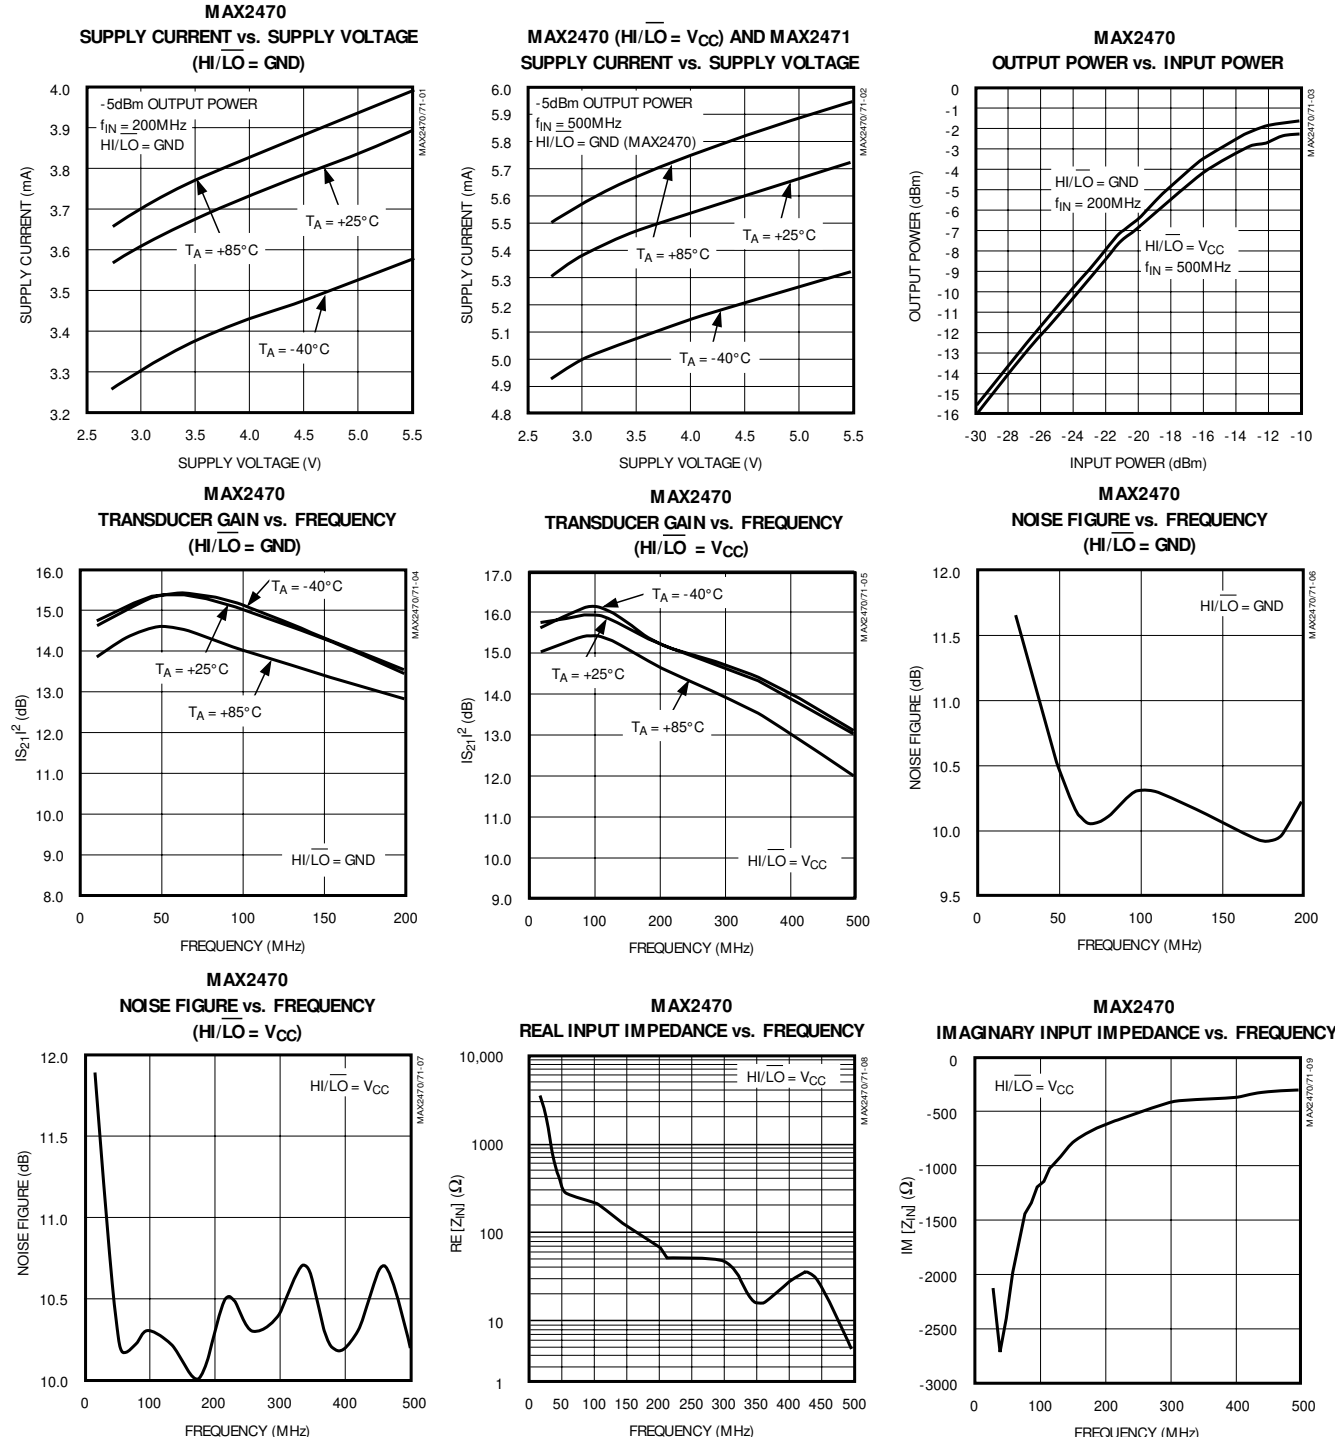 MAX2470
SUPPLY CURRENT vs. SUPPLY VOLTAGE
(HI/LO = GND)
4.0
3.9
3.8
3.7
3.6
3.5
3.4
3.3
3.2
SUPPLY CURRENT (mA)
-5dBm OUTPUT POWER
fIN = 200MHz
HI/LO = GND
TA = +85°C
TA = +25°C
TA = -40°C
MAX2470/71-01
2.5 3.0 3.5 4.0 4.5 5.0 5.5
SUPPLY VOLTAGE (V)
MAX2470 (HI/LO = VCC) AND MAX2471
SUPPLY CURRENT vs. SUPPLY VOLTAGE
6.0
5.9
5.8
5.7
5.6
5.5
5.4
5.3
5.2
5.1
5.0
4.9
4.8
SUPPLY CURRENT (mA)
-5dBm OUTPUT POWER
fIN = 500MHz
HI/LO = GND (MAX2470)
TA = +25°C
TA = +85°C
TA = -40°C
MAX2470/71-02
2.5 3.0 3.5 4.0 4.5 5.0 5.5
SUPPLY VOLTAGE (V)
MAX2470
OUTPUT POWER vs. INPUT POWER
0
-1
-2
-3
-4
-5
-6
-7
-8
-9
-10
-11
-12
-13
-14
-15
-16
OUTPUT POWER (dBm)
HI/LO = GND
fIN = 200MHz
HI/LO = VCC
fIN = 500MHz
MAX2470/71-03
-30 -28 -26 -24 -22 -20 -18 -16 -14 -12 -10
INPUT POWER (dBm)
MAX2470
TRANSDUCER GAIN vs. FREQUENCY
(HI/LO = GND)
16.0
15.0
14.0
13.0
12.0
11.0
10.0
9.0
8.0
IS21I² (dB)
TA = -40°C
TA = +25°C
TA = +85°C
HI/LO = GND
MAX2470/71-04
0 50 100 150 200
FREQUENCY (MHz)
MAX2470
TRANSDUCER GAIN vs. FREQUENCY
(HI/LO = VCC)
17.0
16.0
15.0
14.0
13.0
12.0
11.0
10.0
9.0
IS21I² (dB)
TA = -40°C
TA = +25°C
TA = +85°C
HI/LO = VCC
MAX2470/71-05
0 100 200 300 400 500
FREQUENCY (MHz)
MAX2470
NOISE FIGURE vs. FREQUENCY
(HI/LO = GND)
12.0
11.5
11.0
10.5
10.0
9.5
NOISE FIGURE (dB)
HI/LO = GND
MAX2470/71-06
0 50 100 150 200
FREQUENCY (MHz)
MAX2470
NOISE FIGURE vs. FREQUENCY
(HI/LO = VCC)
12.0
11.5
11.0
10.5
10.0
NOISE FIGURE (dB)
HI/LO = VCC
MAX2470/71-07
0 100 200 300 400 500
FREQUENCY (MHz)
MAX2470
REAL INPUT IMPEDANCE vs. FREQUENCY
10,000
1000
100
10
1
RE [ZIN] (Ω)
HI/LO = VCC
MAX2470/71-08
0 50 100 150 200 250 300 350 400 450 500
FREQUENCY (MHz)
MAX2470
IMAGINARY INPUT IMPEDANCE vs. FREQUENCY
0
-500
-1000
-1500
-2000
-2500
-3000
IM [ZIN] (Ω)
HI/LO = VCC
MAX2470/71-09
0 100 200 300 400 500
FREQUENCY (MHz)